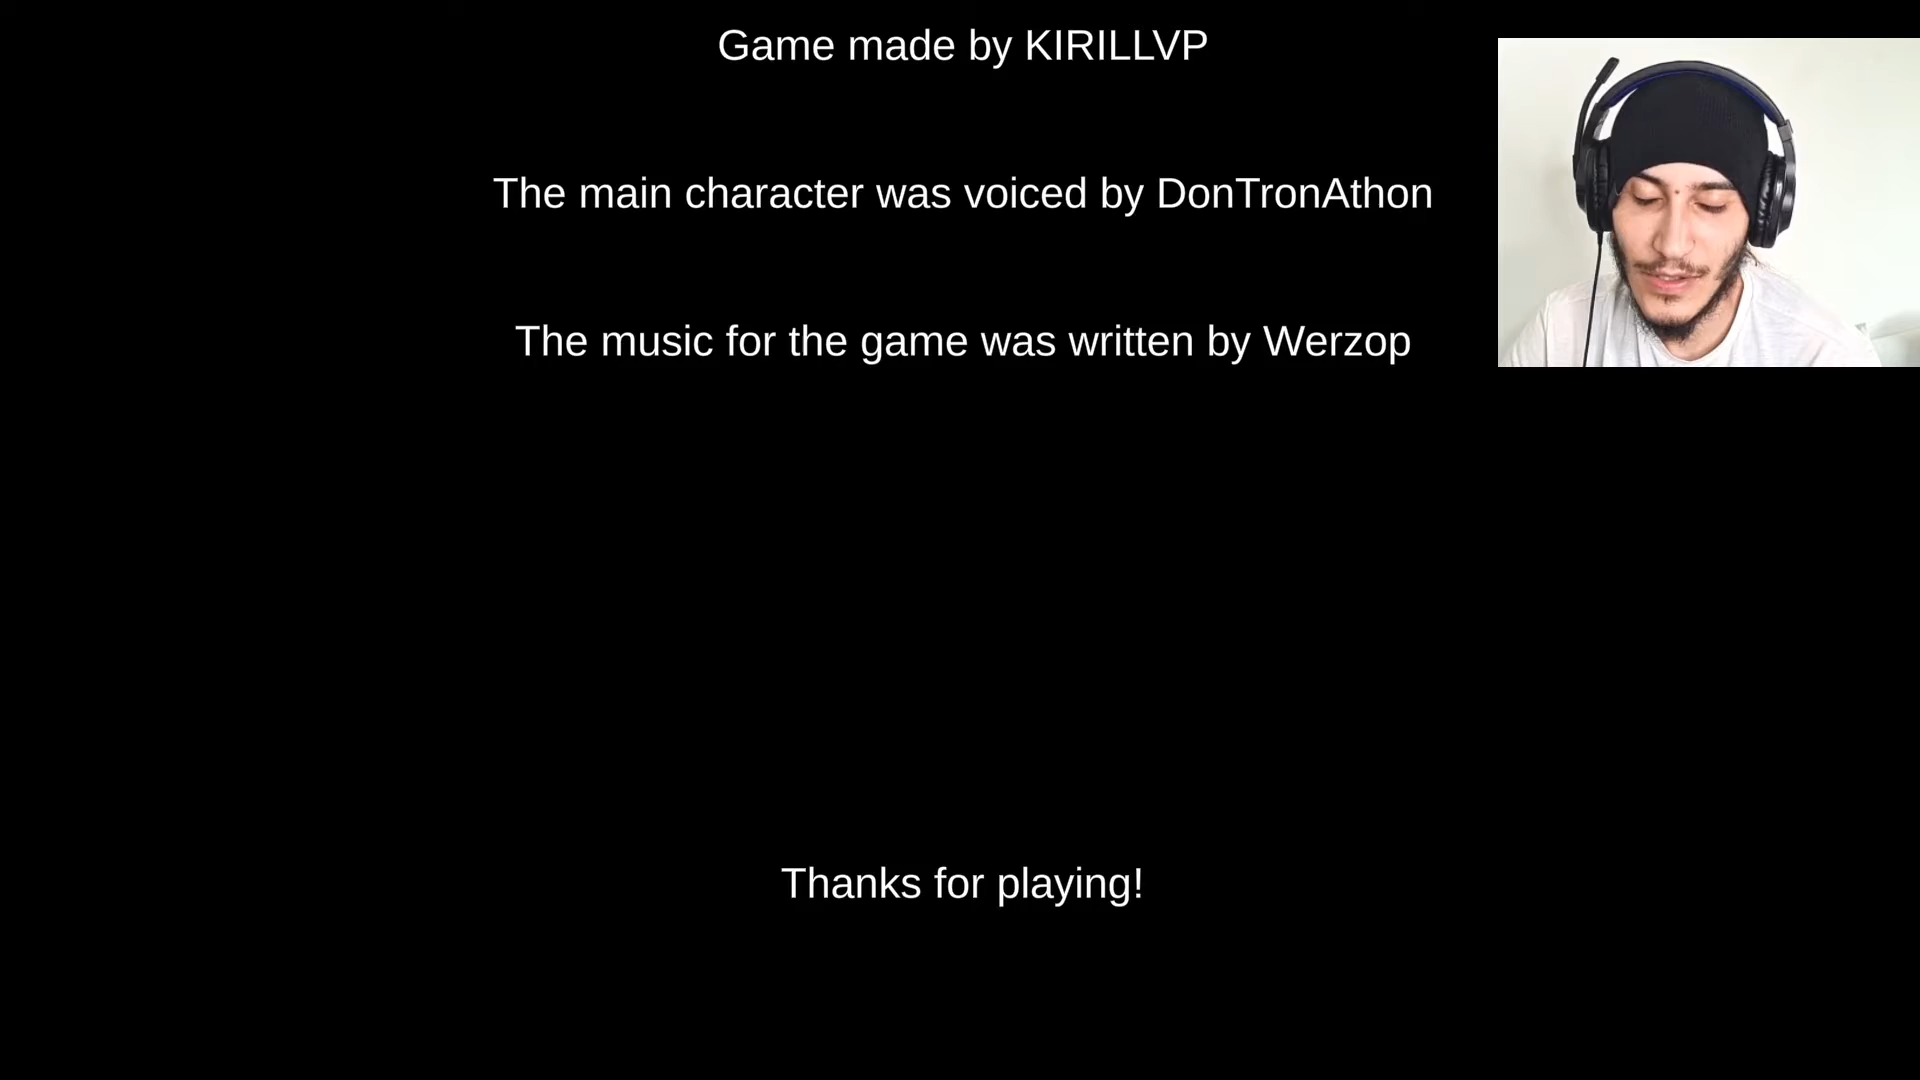 Game made by KIRILLVP
The main character was voiced by DonTronAthon
The music for the game was written by Werzop
Thanks for playing!